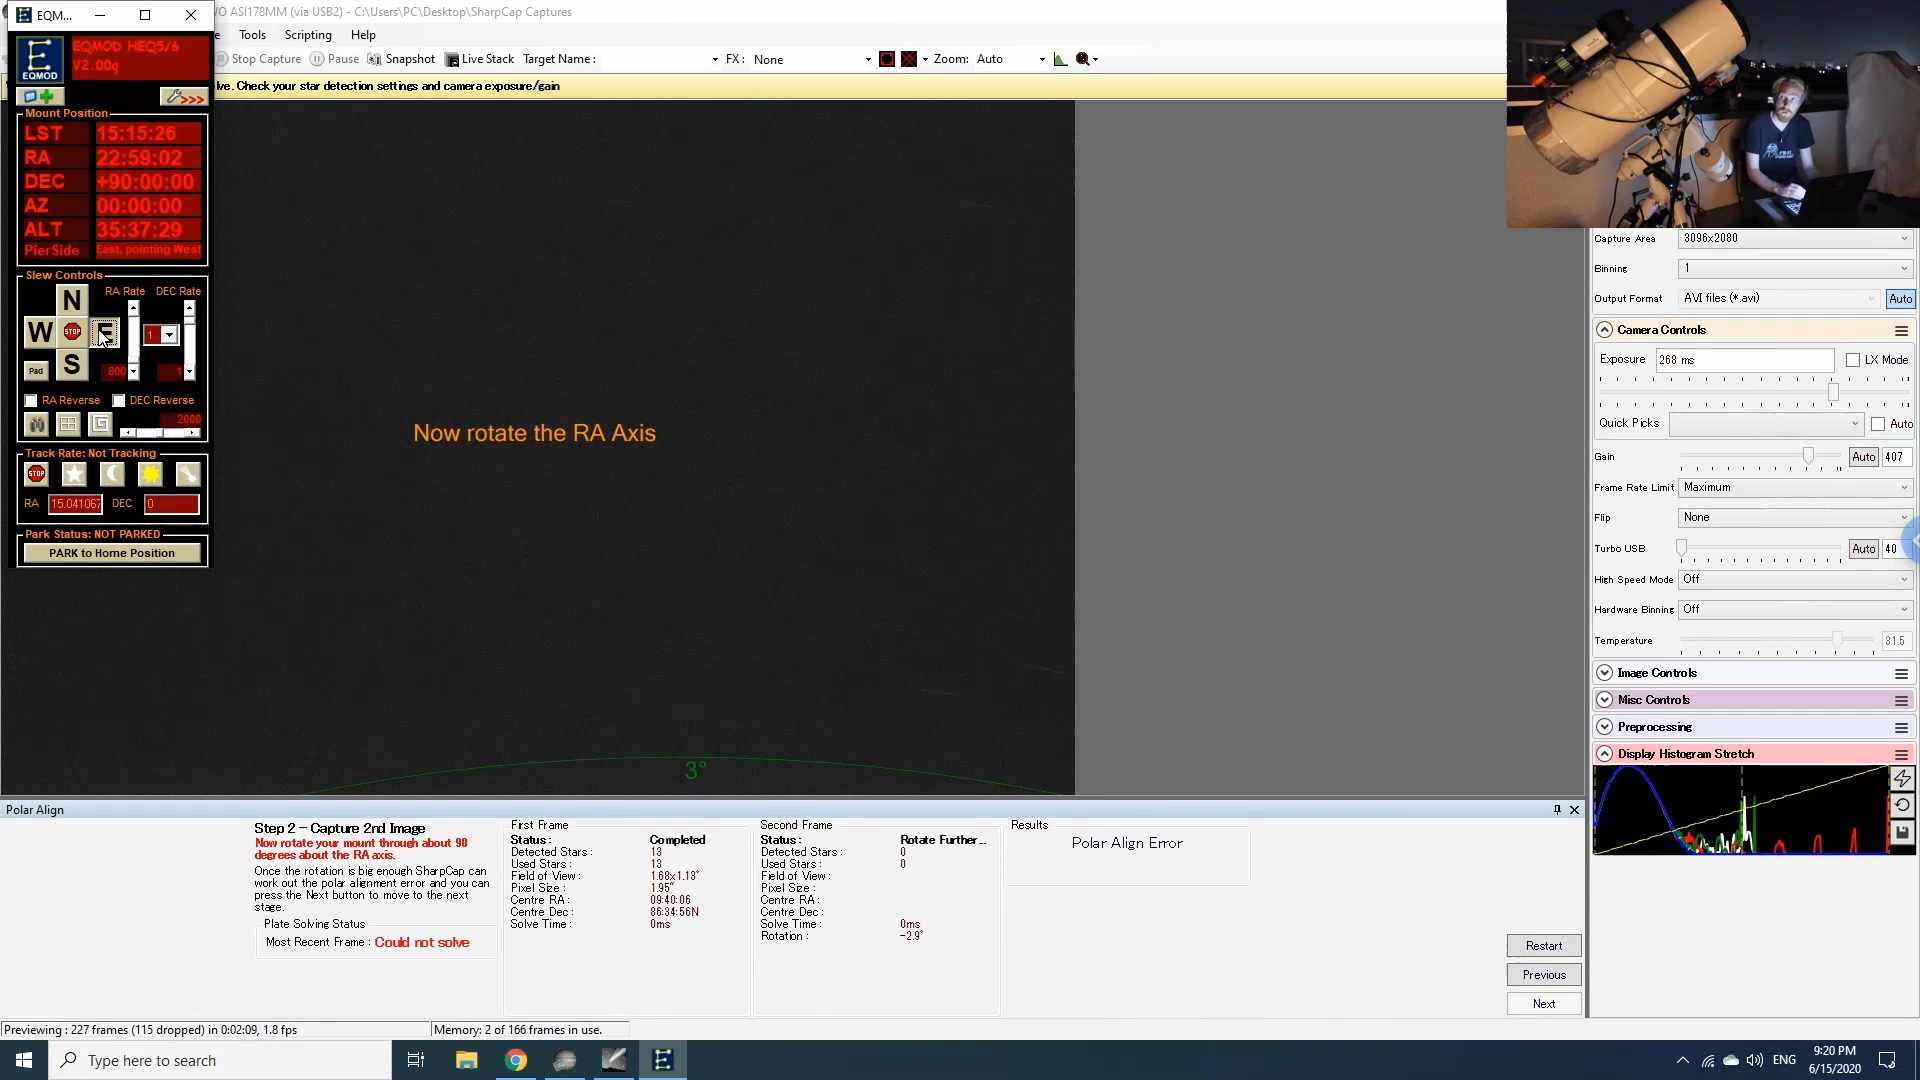 EQM...
VO ASI178MM (via USB2) - C:\Users\PC\Desktop\SharpCap Captures
Tools Scripting Help
EQMOD
EQMOD HEQ5/6
V2.00q
Stop Capture Pause Snapshot Live Stack Target Name : FX : None Zoom: Auto
lve. Check your star detection settings and camera exposure/gain
>>>
Mount Position
LST 15:15:26
RA 22:59:02
DEC +90:00:00
AZ 00:00:00
ALT 35:37:29
PierSide East, pointing West
Slew Controls
RA Rate DEC Rate
N
W STOP E 1
S
Pad 800 1
RA Reverse DEC Reverse
2000
Track Rate: Not Tracking
STOP
RA 15.041067 DEC 0
Park Status: NOT PARKED
PARK to Home Position
Now rotate the RA Axis
3°
Capture Area 3096x2080
Binning 1
Output Format AVI files (*.avi) Auto
Camera Controls
Exposure 268 ms LX Mode
Quick Picks Auto
Gain Auto 407
Frame Rate Limit Maximum
Flip None
Turbo USB Auto 40
High Speed Mode Off
Hardware Binning Off
Temperature 31.5
Image Controls
Misc Controls
Preprocessing
Display Histogram Stretch
Polar Align
Step 2 - Capture 2nd Image
Now rotate your mount through about 90
degrees about the RA axis.
Once the rotation is big enough SharpCap can
work out the polar alignment error and you can
press the Next button to move to the next
stage.
Plate Solving Status
Most Recent Frame : Could not solve
First Frame
Status : Completed
Detected Stars : 13
Used Stars : 13
Field of View : 1.68x1.13°
Pixel Size : 1.95"
Centre RA : 09:40:06
Centre Dec : 86:34:56N
Solve Time : 0ms
Second Frame
Status : Rotate Further...
Detected Stars : 0
Used Stars : 0
Field of View :
Pixel Size :
Centre RA :
Centre Dec :
Solve Time : 0ms
Rotation : -2.9°
Results
Polar Align Error
Restart
Previous
Next
Previewing : 227 frames (115 dropped) in 0:02:09, 1.8 fps Memory: 2 of 166 frames in use.
Type here to search
ENG
9:20 PM
6/15/2020